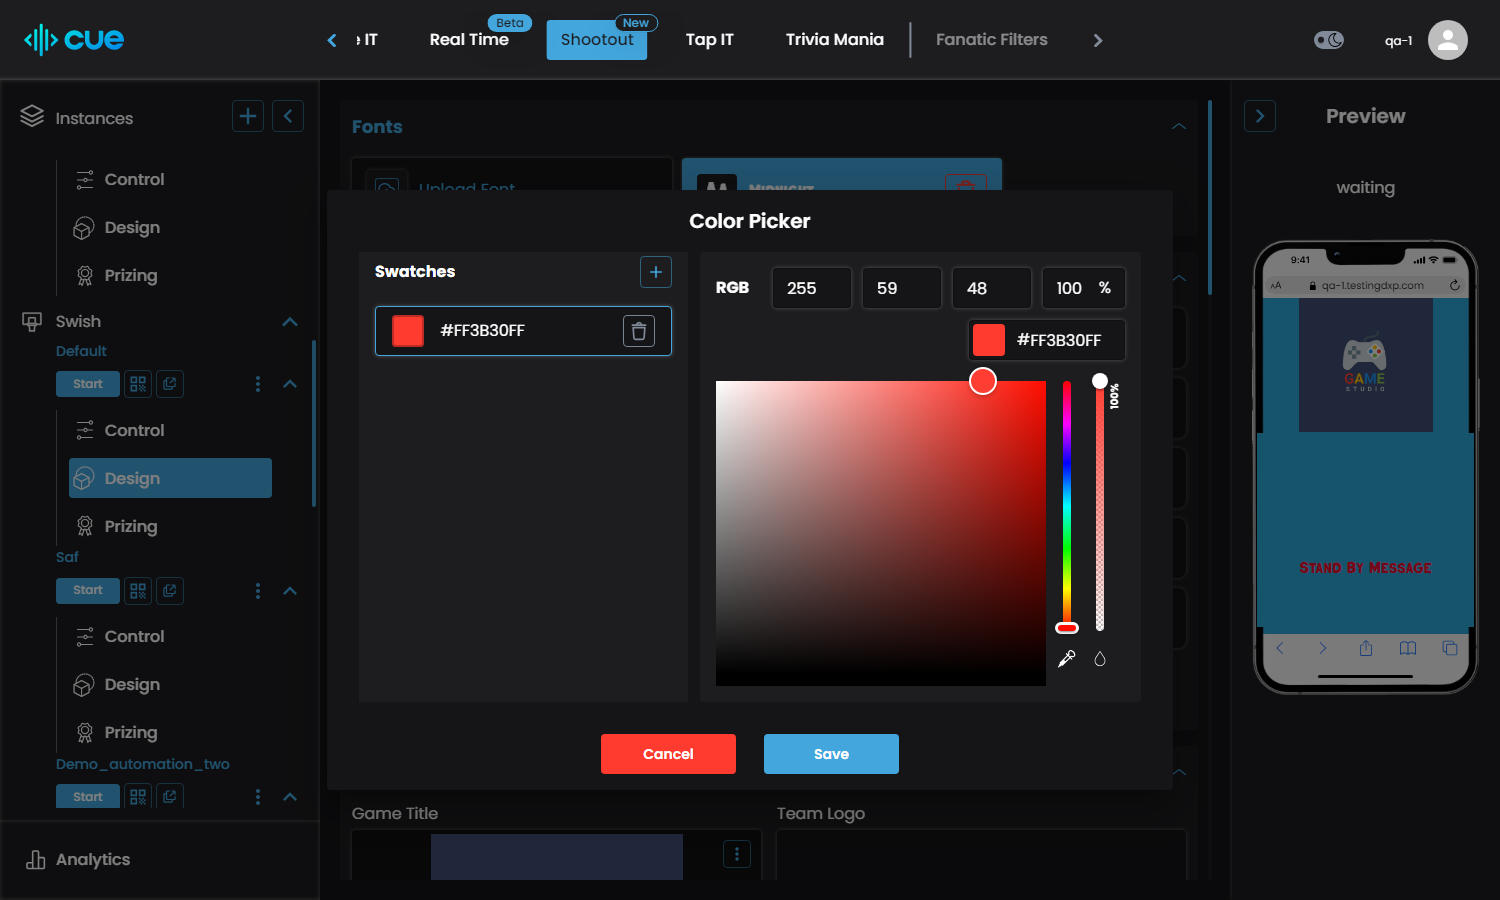 cue
e IT
Real Time
Beta
Shootout
New
Tap IT
Trivia Mania
Fanatic Filters
qa-1
Instances
Control
Design
Prizing
Swish
Default
Start
Control
Design
Prizing
Saf
Start
Control
Design
Prizing
Demo_automation_two
Start
Analytics
Fonts
Upload Font
Midnight
Color Picker
Swatches
#FF3B30FF
RGB
255
59
48
100 %
#FF3B30FF
100%
Cancel
Save
Game Title
Team Logo
Preview
waiting
9:41
AA
qa-1.testingdxp.com
GAME
STUDIO
Stand By Message